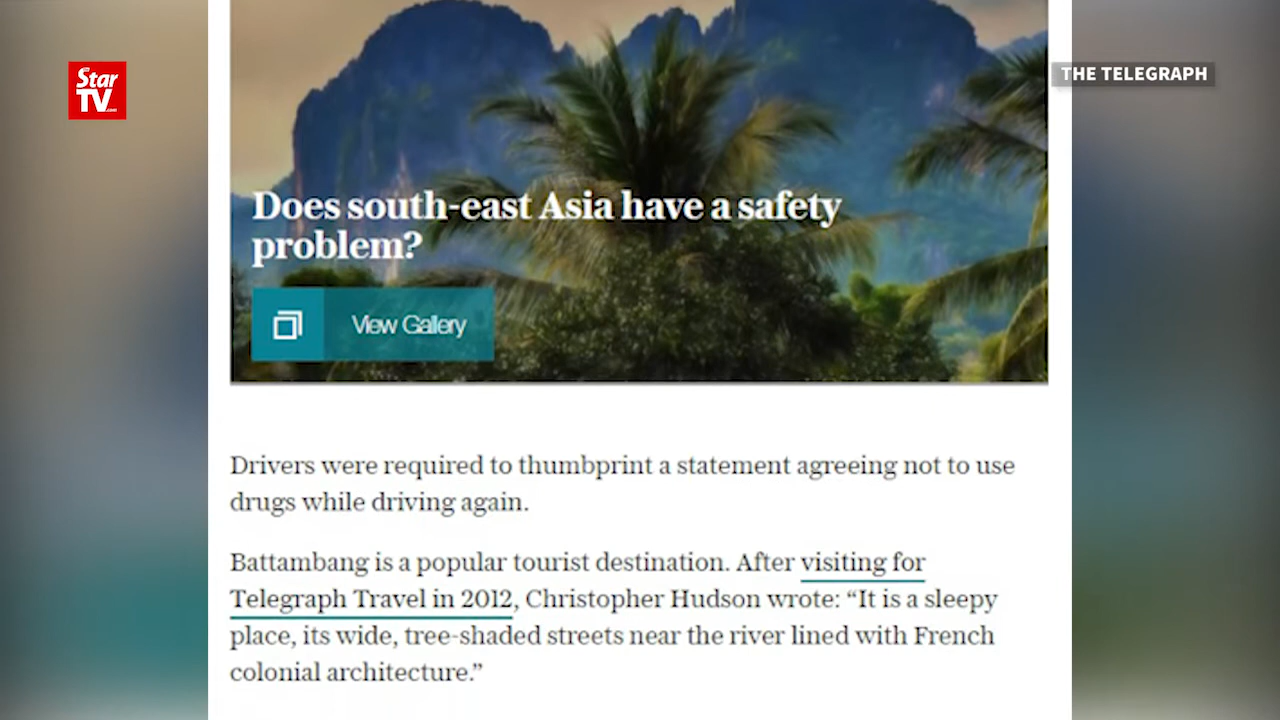 Star
TV.com
THE TELEGRAPH
Does south-east Asia have a safety
problem?
View Gallery
Drivers were required to thumbprint a statement agreeing not to use
drugs while driving again.
Battambang is a popular tourist destination. After visiting for
Telegraph Travel in 2012, Christopher Hudson wrote: “It is a sleepy
place, its wide, tree-shaded streets near the river lined with French
colonial architecture.”